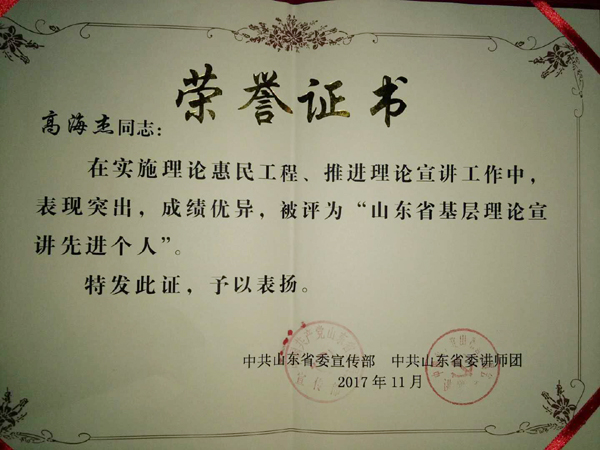 荣誉证书
高海杰同志：
在实施理论惠民工程、推进理论宣讲工作中，
表现突出，成绩优异，被评为“山东省基层理论宣
讲先进个人”。
特发此证，予以表扬。
中共山东省委宣传部 中共山东省委讲师团
2017年11月